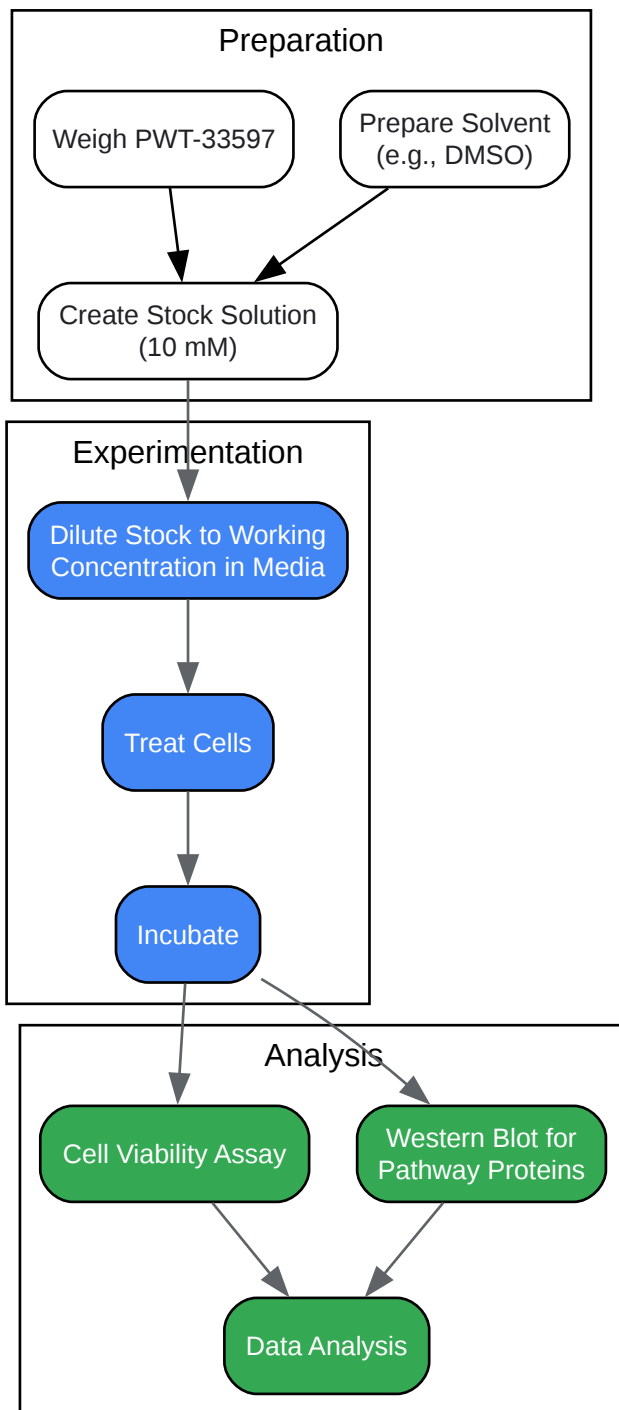 Preparation
Weigh PWT-33597
Prepare Solvent
(e.g., DMSO)
Create Stock Solution
(10 mM)
Experimentation
Dilute Stock to Working
Concentration in Media
Treat Cells
Incubate
Analysis
Cell Viability Assay
Western Blot for
Pathway Proteins
Data Analysis